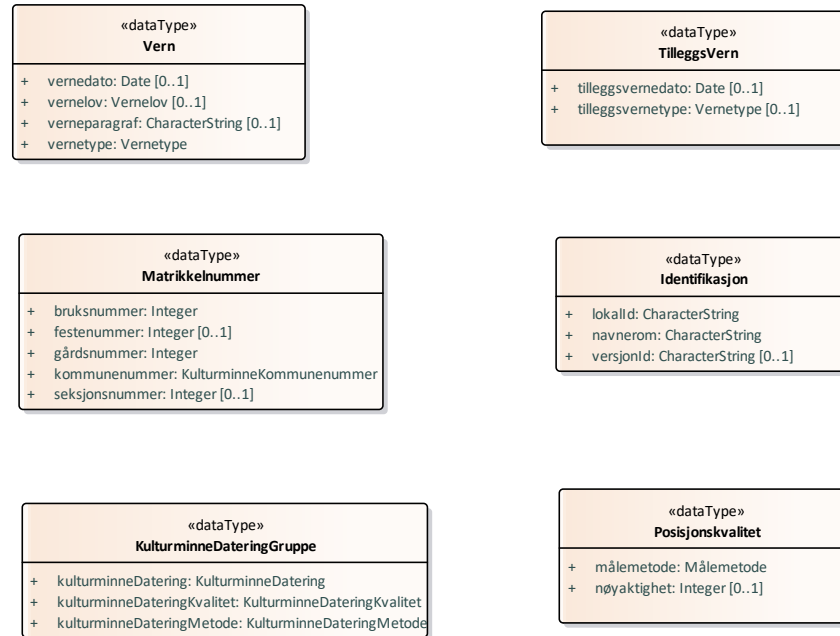 «dataType»
Vern
+ vernedato: Date [0..1]
+ vernelov: Vernelov [0..1]
+ verneparagraf: CharacterString [0..1]
+ vernetype: Vernetype
«dataType»
TilleggsVern
+ tilleggsvernedato: Date [0..1]
+ tilleggsvernetype: Vernetype [0..1]
«dataType»
Matrikkelnummer
+ bruksnummer: Integer
+ festenummer: Integer [0..1]
+ gårdsnummer: Integer
+ kommunenummer: KulturminneKommunenummer
+ seksjonsnummer: Integer [0..1]
«dataType»
Identifikasjon
+ lokalId: CharacterString
+ navnerom: CharacterString
+ versjonId: CharacterString [0..1]
«dataType»
KulturminneDateringGruppe
+ kulturminneDatering: KulturminneDatering
+ kulturminneDateringKvalitet: KulturminneDateringKvalitet
+ kulturminneDateringMetode: KulturminneDateringMetode
«dataType»
Posisjonskvalitet
+ målemetode: Målemetode
+ nøyaktighet: Integer [0..1]